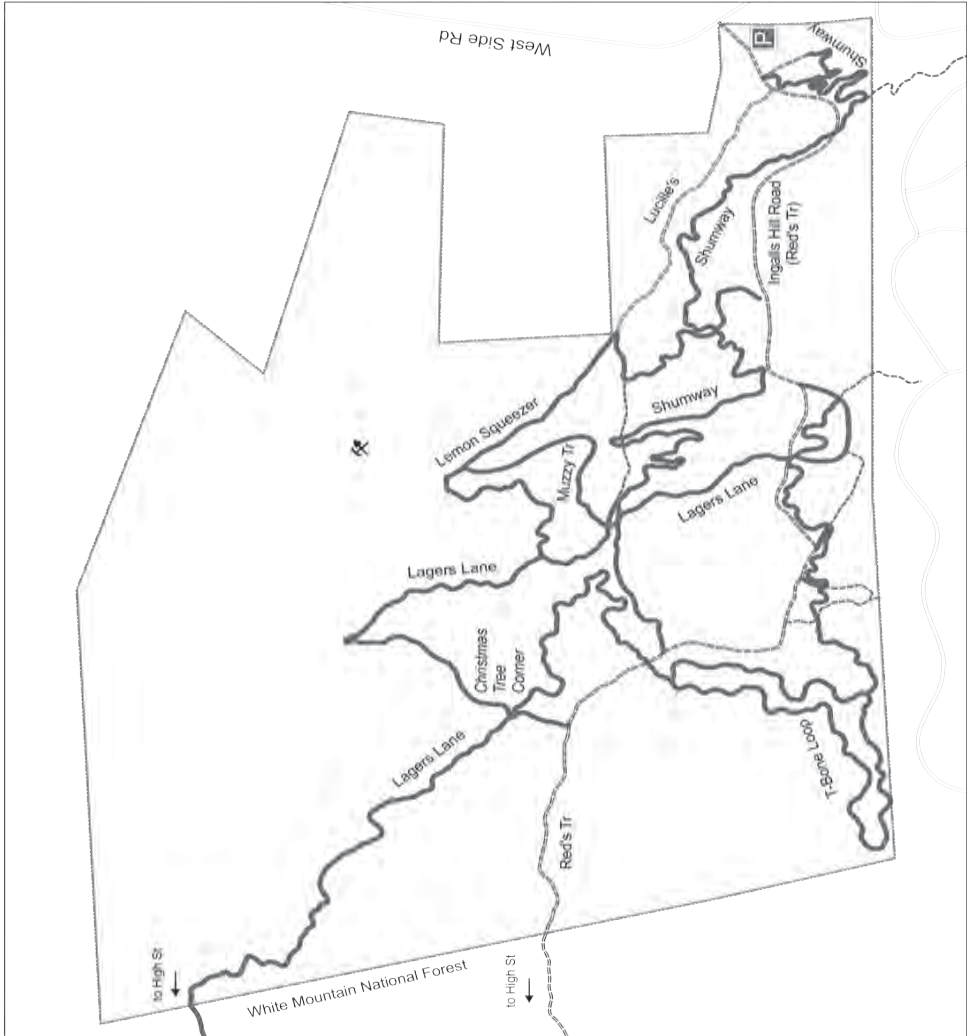 West Side Rd
P
Shumway
Lucille's
Shumway
Ingalls Hill Road
(Red's Tr)
Lemon Squeezer
Shumway
Muzzy Tr
Lagers Lane
Lagers Lane
Christmas
Tree
Corner
Lagers Lane
T-Bone Loop
Red's Tr
to High St
to High St
White Mountain National Forest